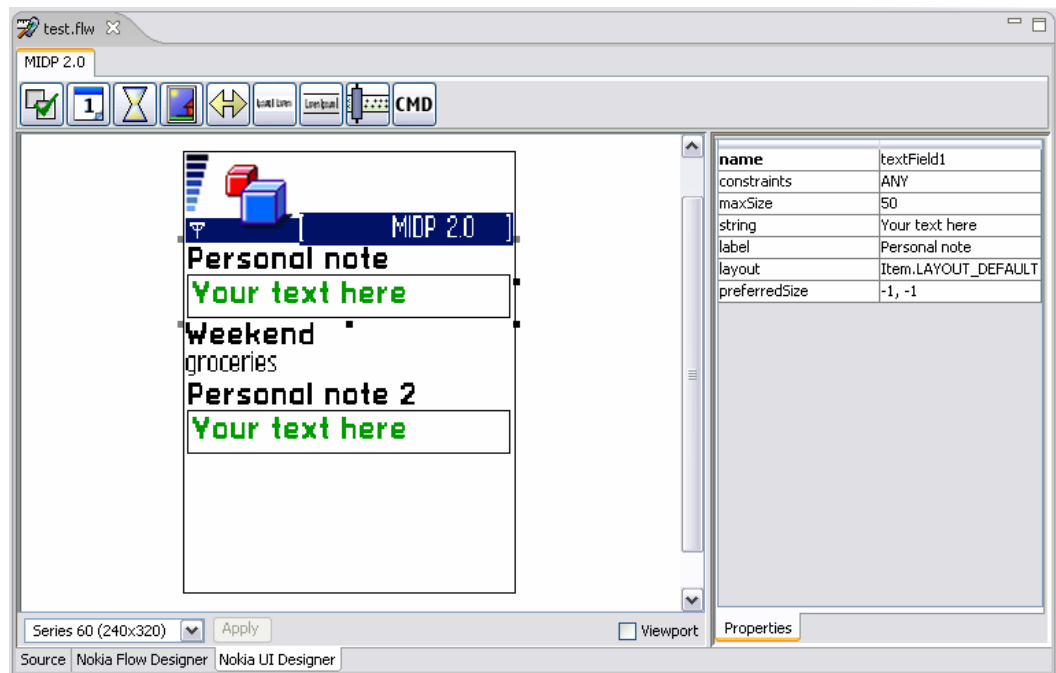 test.flw
MIDP 2.0
1
CMD
MIDP 2.0
Personal note
Your text here
Weekend
groceries
Personal note 2
Your text here
name textField1
constraints ANY
maxSize 50
string Your text here
label Personal note
layout Item.LAYOUT_DEFAULT
preferredSize -1, -1
Series 60 (240x320) Apply Viewport
Properties
Source Nokia Flow Designer Nokia UI Designer